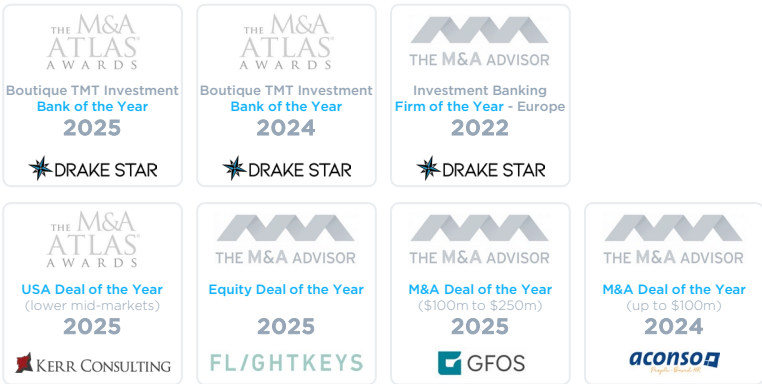 THE M&A
ATLAS
AWARDS
Boutique TMT Investment
Bank of the Year
2025
DRAKE STAR
THE M&A
ATLAS
AWARDS
Boutique TMT Investment
Bank of the Year
2024
DRAKE STAR
THE M&A ADVISOR
Investment Banking
Firm of the Year - Europe
2022
DRAKE STAR
THE M&A
ATLAS
AWARDS
USA Deal of the Year
(lower mid-markets)
2025
KERR CONSULTING
THE M&A ADVISOR
Equity Deal of the Year
2025
FL/GHTKEYS
THE M&A ADVISOR
M&A Deal of the Year
($100m to $250m)
2025
GFOS
THE M&A ADVISOR
M&A Deal of the Year
(up to $100m)
2024
aconso